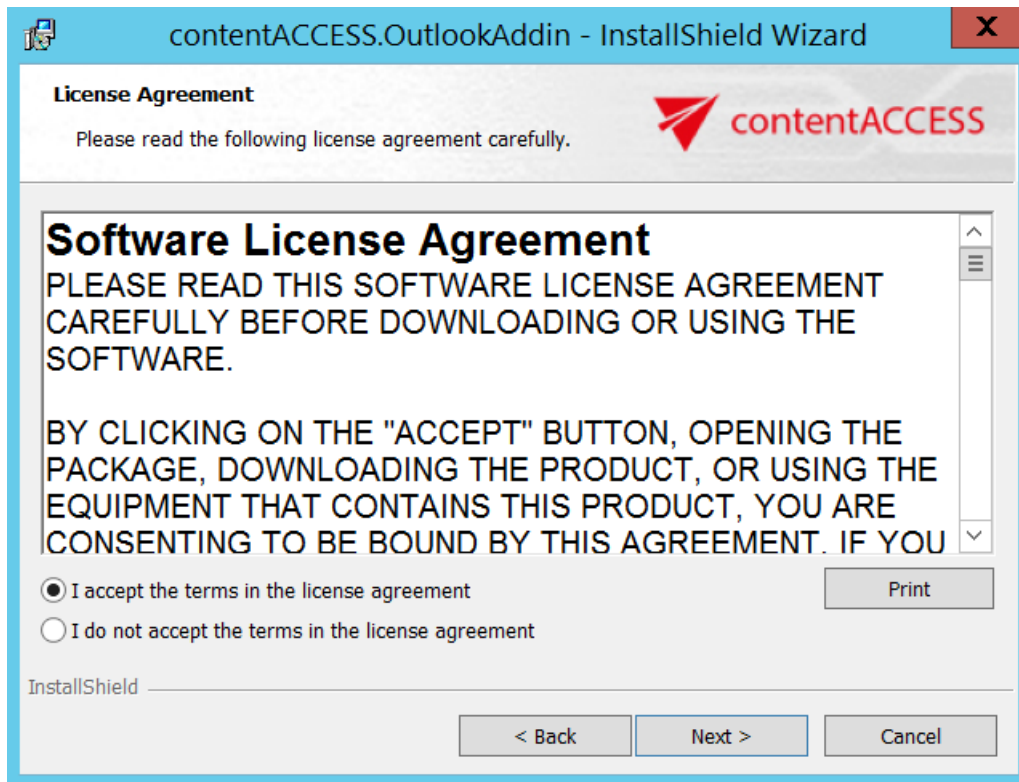 contentACCESS.OutlookAddin - InstallShield Wizard
X
License Agreement
Please read the following license agreement carefully.
contentACCESS
Software License Agreement
PLEASE READ THIS SOFTWARE LICENSE AGREEMENT
CAREFULLY BEFORE DOWNLOADING OR USING THE
SOFTWARE.
BY CLICKING ON THE "ACCEPT" BUTTON, OPENING THE
PACKAGE, DOWNLOADING THE PRODUCT, OR USING THE
EQUIPMENT THAT CONTAINS THIS PRODUCT, YOU ARE
CONSENTING TO BE BOUND BY THIS AGREEMENT. IF YOU
I accept the terms in the license agreement
Print
I do not accept the terms in the license agreement
InstallShield
< Back
Next >
Cancel